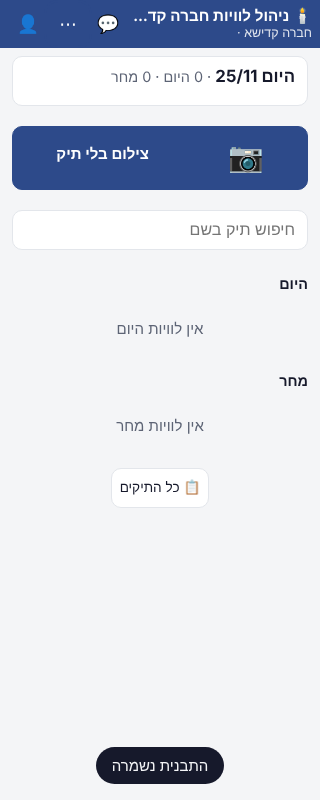 🕯️ ניהול לוויות חברה קד...
חברה קדישא ·
💬 ⋯ 👤
היום 25/11 · 0 היום · 0 מחר
📷 צילום בלי תיק
חיפוש תיק בשם
היום
אין לוויות היום
מחר
אין לוויות מחר
📋 כל התיקים
התבנית נשמרה